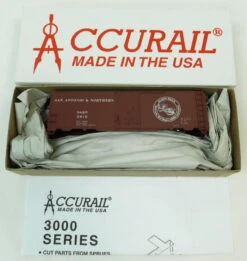 ACCURAIL
MADE IN THE USA
SAN ANTONIO & NORTHERN
ACCURAIL
MADE IN THE USA
3000
SERIES
• CUT PARTS FROM SPRUES